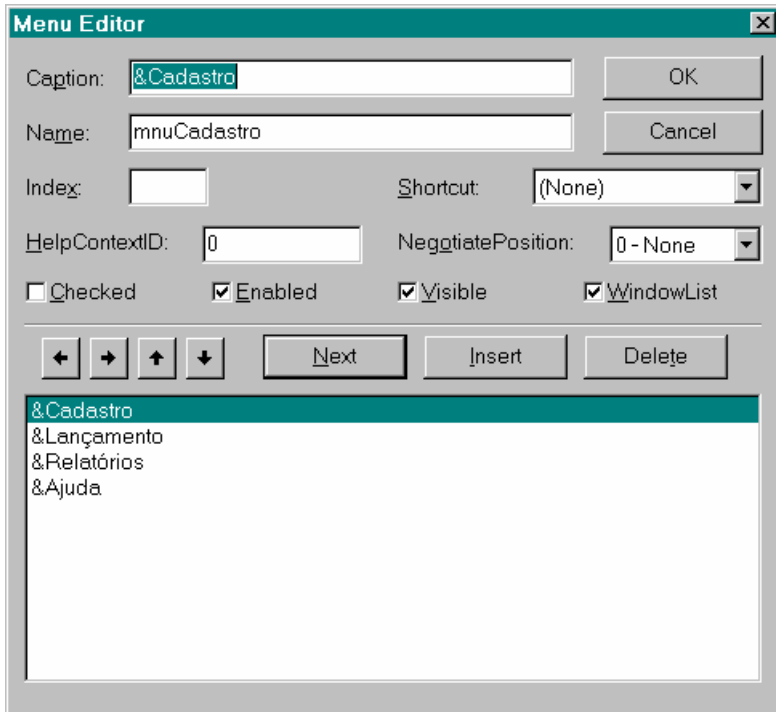 Menu Editor
Caption: &Cadastro OK
Name: mnuCadastro Cancel
Index: Shortcut: (None)
HelpContextID: 0 NegotiatePosition: 0 - None
Checked Enabled Visible WindowList
Next Insert Delete
&Cadastro
&Lançamento
&Relatórios
&Ajuda